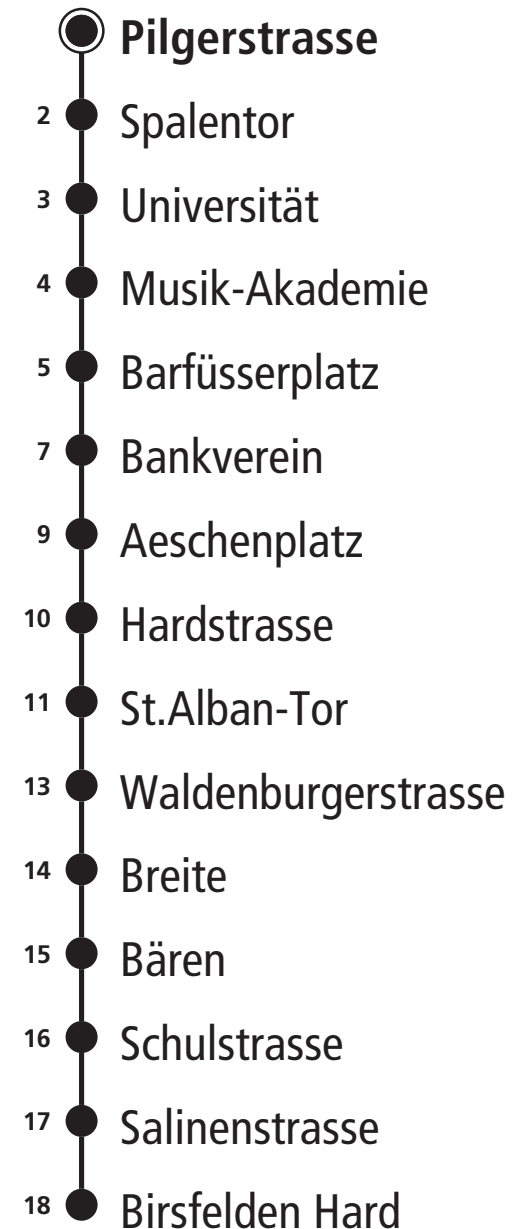 Pilgerstrasse
2 Spalentor
3 Universität
4 Musik-Akademie
5 Barfüsserplatz
7 Bankverein
9 Aeschenplatz
10 Hardstrasse
11 St.Alban-Tor
13 Waldenburgerstrasse
14 Breite
15 Bären
16 Schulstrasse
17 Salinenstrasse
18 Birsfelden Hard